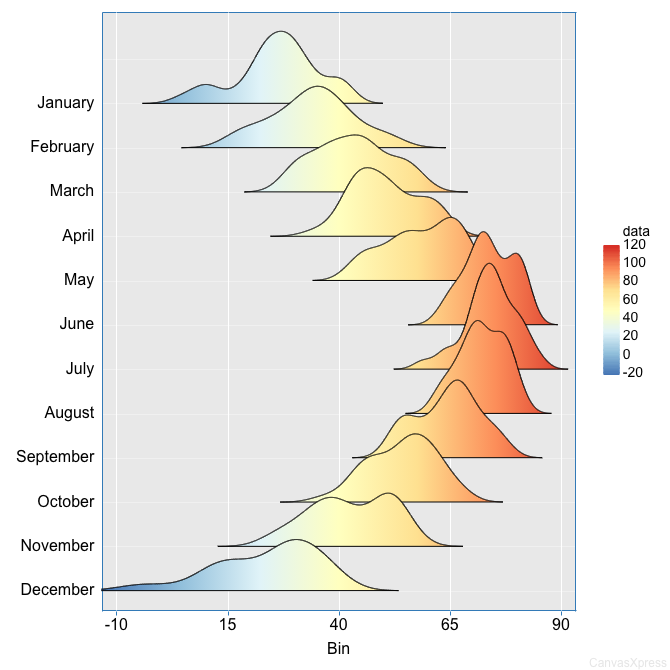 January
February
March
April
May
June
July
August
September
October
November
December
-10 15 40 65 90
Bin
data
120
100
80
60
40
20
0
-20
CanvasXpress